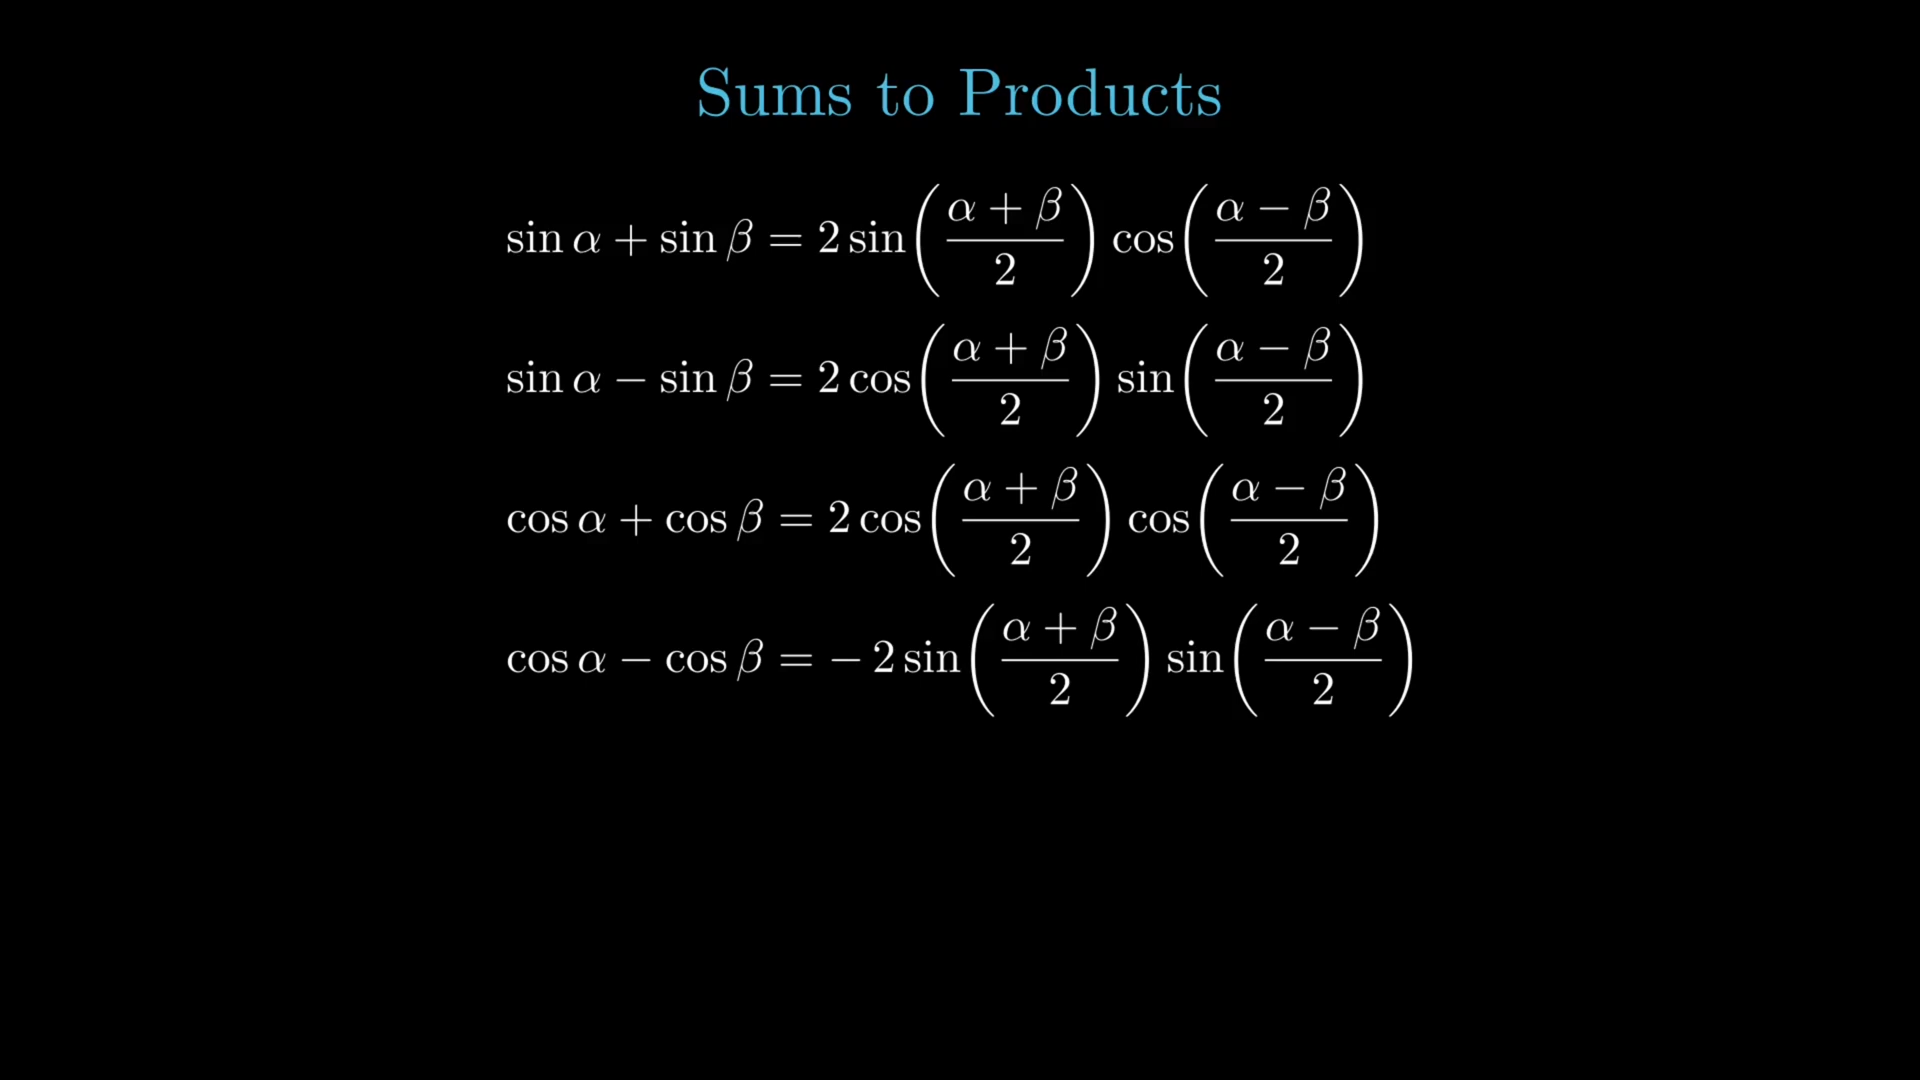 Sums to Products
sin α + sin β = 2 sin((α + β)/2) cos((α − β)/2)
sin α − sin β = 2 cos((α + β)/2) sin((α − β)/2)
cos α + cos β = 2 cos((α + β)/2) cos((α − β)/2)
cos α − cos β = − 2 sin((α + β)/2) sin((α − β)/2)